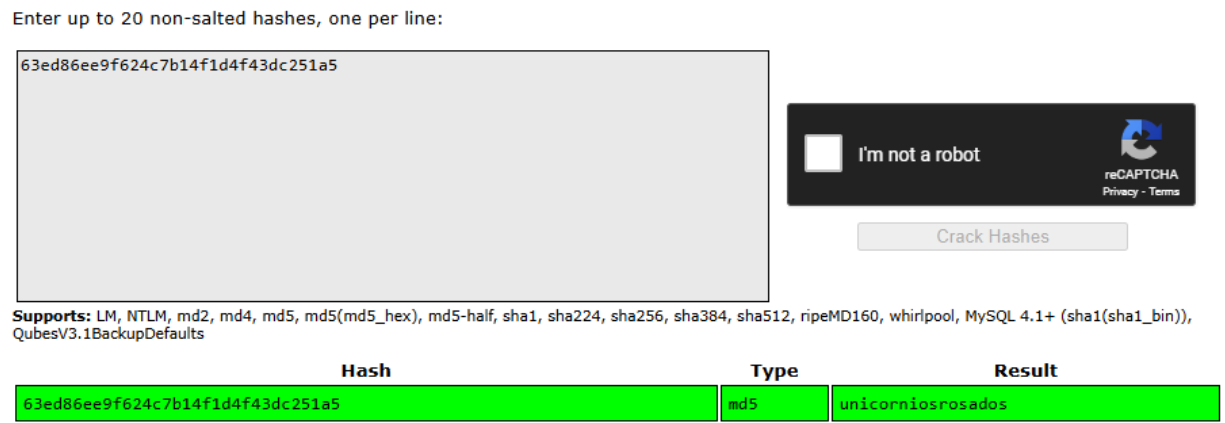 Enter up to 20 non-salted hashes, one per line:
63ed86ee9f624c7b14f1d4f43dc251a5
I'm not a robot
reCAPTCHA
Privacy - Terms
Crack Hashes
Supports: LM, NTLM, md2, md4, md5, md5(md5_hex), md5-half, sha1, sha224, sha256, sha384, sha512, ripeMD160, whirlpool, MySQL 4.1+ (sha1(sha1_bin)),
QubesV3.1BackupDefaults
Hash Type Result
63ed86ee9f624c7b14f1d4f43dc251a5 md5 unicorniosrosados